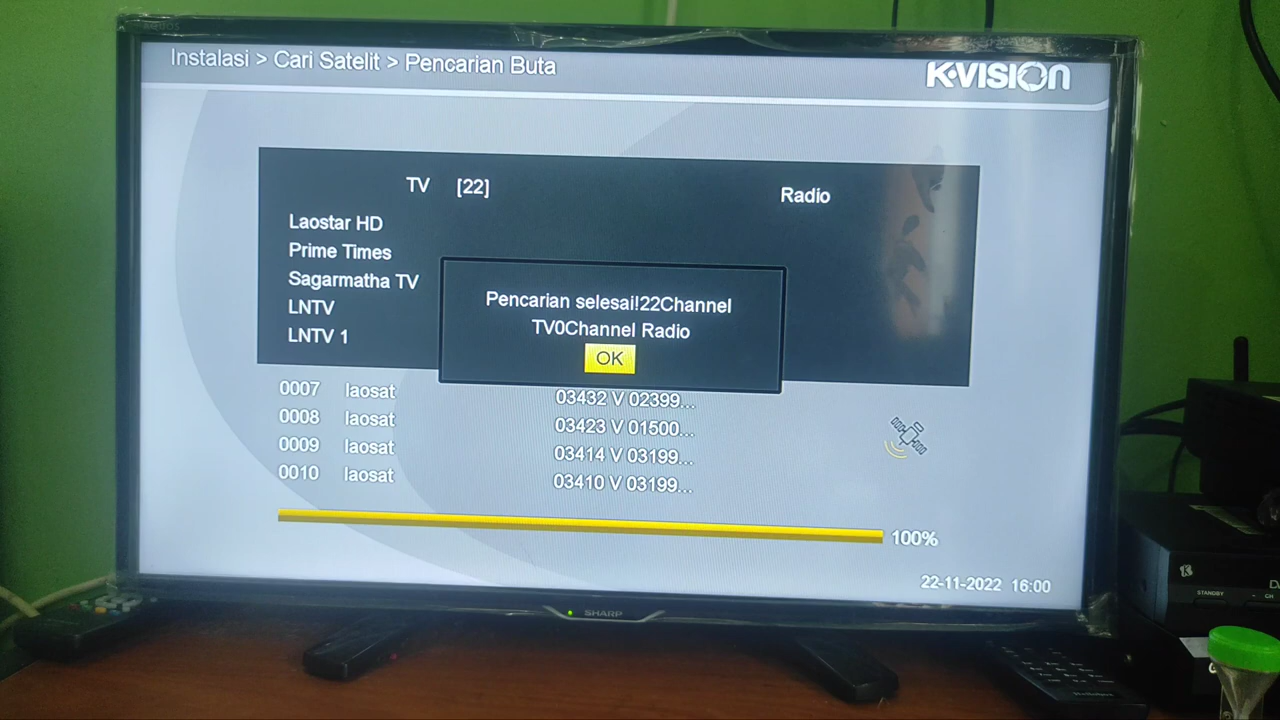 Instalasi > Cari Satelit > Pencarian Buta
K-VISION
TV [22]
Radio
Laostar HD
Prime Times
Sagarmatha TV
LNTV
LNTV 1
Pencarian selesai!22Channel
TV0Channel Radio
OK
0007 laosat 03432 V 02399...
0008 laosat 03423 V 01500...
0009 laosat 03414 V 03199...
0010 laosat 03410 V 03199...
100%
22-11-2022 16:00
SHARP
K
STANDBY
CH